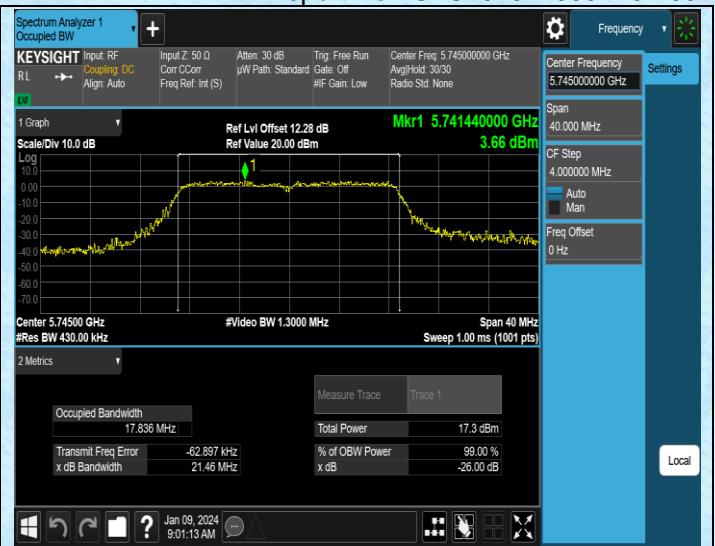 Spectrum Analyzer 1
Occupied BW
Frequency
KEYSIGHT
RL
Input: RF
Coupling: DC
Align: Auto
Input Z: 50 Ω
Corr CCorr
Freq Ref: Int (S)
Atten: 30 dB
µW Path: Standard
Trig: Free Run
Gate: Off
#IF Gain: Low
Center Freq: 5.745000000 GHz
Avg|Hold: 30/30
Radio Std: None
LXI
1 Graph
Scale/Div 10.0 dB
Ref Lvl Offset 12.28 dB
Ref Value 20.00 dBm
Mkr1 5.741440000 GHz
3.66 dBm
Log
10.0
0.00
-10.0
-20.0
-30.0
-40.0
-50.0
-60.0
-70.0
1
Center 5.74500 GHz
#Res BW 430.00 kHz
#Video BW 1.3000 MHz
Span 40 MHz
Sweep 1.00 ms (1001 pts)
2 Metrics
Measure Trace Trace 1
Occupied Bandwidth
17.836 MHz
Total Power 17.3 dBm
Transmit Freq Error -62.897 kHz
% of OBW Power 99.00 %
x dB Bandwidth 21.46 MHz
x dB -26.00 dB
Center Frequency
5.745000000 GHz
Settings
Span
40.000 MHz
CF Step
4.000000 MHz
Auto
Man
Freq Offset
0 Hz
Local
?
Jan 09, 2024
9:01:13 AM